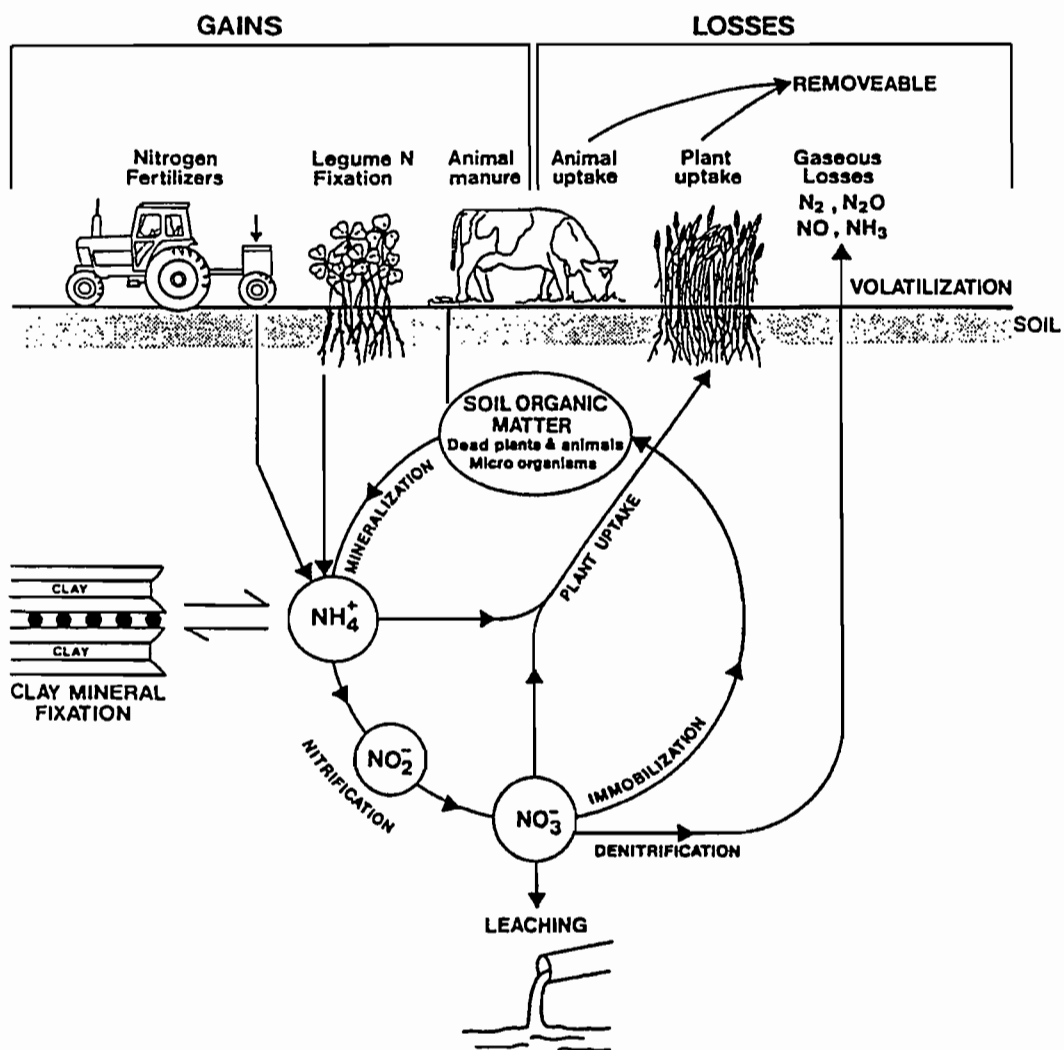 GAINS
LOSSES
REMOVEABLE
Nitrogen
Fertilizers
Legume N
Fixation
Animal
manure
Animal
uptake
Plant
uptake
Gaseous
Losses
N₂ , N₂O
NO, NH₃
VOLATILIZATION
SOIL
SOIL ORGANIC
MATTER
Dead plants & animals
Micro organisms
MINERALIZATION
PLANT UPTAKE
CLAY
CLAY
CLAY MINERAL
FIXATION
NH₄⁺
NO₂⁻
NITRIFICATION
NO₃⁻
IMMOBILIZATION
DENITRIFICATION
LEACHING